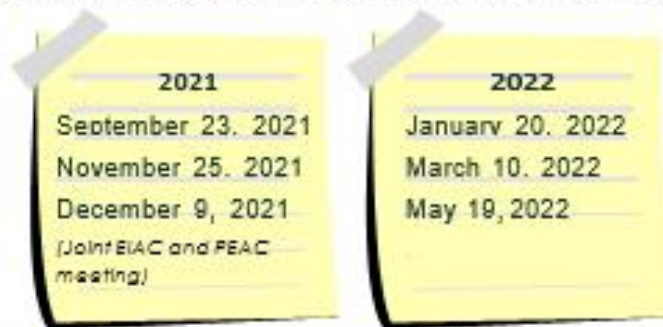 2021
September 23. 2021
November 25. 2021
December 9, 2021
(Joint EIAC and PEAC
meeting)
2022
January 20. 2022
March 10. 2022
May 19, 2022